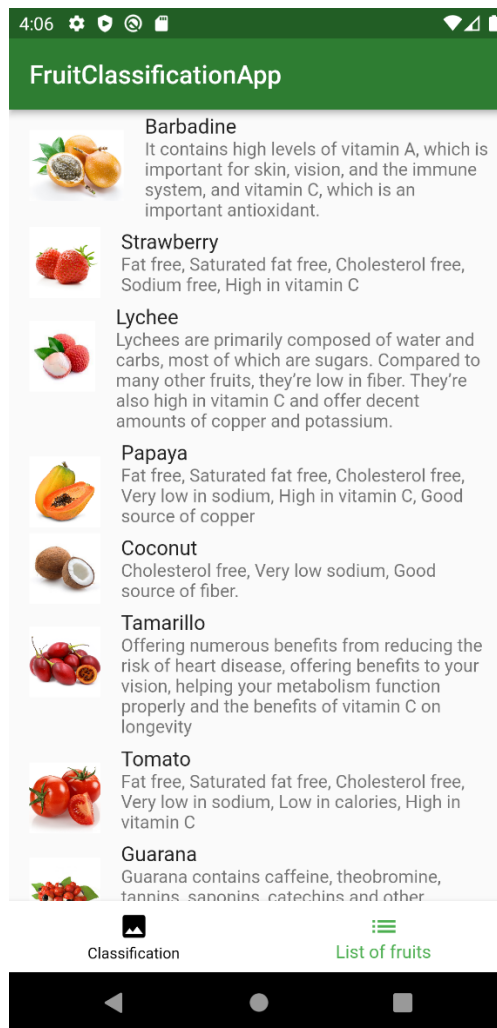 4:06
FruitClassificationApp
Barbadine
It contains high levels of vitamin A, which is
important for skin, vision, and the immune
system, and vitamin C, which is an
important antioxidant.
Strawberry
Fat free, Saturated fat free, Cholesterol free,
Sodium free, High in vitamin C
Lychee
Lychees are primarily composed of water and
carbs, most of which are sugars. Compared to
many other fruits, they’re low in fiber. They’re
also high in vitamin C and offer decent
amounts of copper and potassium.
Papaya
Fat free, Saturated fat free, Cholesterol free,
Very low in sodium, High in vitamin C, Good
source of copper
Coconut
Cholesterol free, Very low sodium, Good
source of fiber.
Tamarillo
Offering numerous benefits from reducing the
risk of heart disease, offering benefits to your
vision, helping your metabolism function
properly and the benefits of vitamin C on
longevity
Tomato
Fat free, Saturated fat free, Cholesterol free,
Very low in sodium, Low in calories, High in
vitamin C
Guarana
Guarana contains caffeine, theobromine,
tannins, saponins, catechins and other
Classification
List of fruits